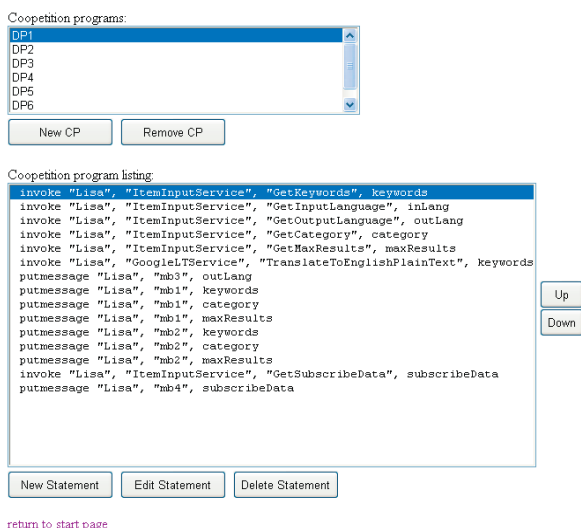 Coopetition programs:
DP1
DP2
DP3
DP4
DP5
DP6
New CP
Remove CP
Coopetition program listing:
invoke "Lisa", "ItemInputService", "GetKeywords", keywords
invoke "Lisa", "ItemInputService", "GetInputLanguage", inLang
invoke "Lisa", "ItemInputService", "GetOutputLanguage", outLang
invoke "Lisa", "ItemInputService", "GetCategory", category
invoke "Lisa", "ItemInputService", "GetMaxResults", maxResults
invoke "Lisa", "GoogleLTService", "TranslateToEnglishPlainText", keywords
putmessage "Lisa", "mb3", outLang
putmessage "Lisa", "mb1", keywords
putmessage "Lisa", "mb1", category
putmessage "Lisa", "mb1", maxResults
putmessage "Lisa", "mb2", keywords
putmessage "Lisa", "mb2", category
putmessage "Lisa", "mb2", maxResults
invoke "Lisa", "ItemInputService", "GetSubscribeData", subscribeData
putmessage "Lisa", "mb4", subscribeData
Up
Down
New Statement
Edit Statement
Delete Statement
return to start page